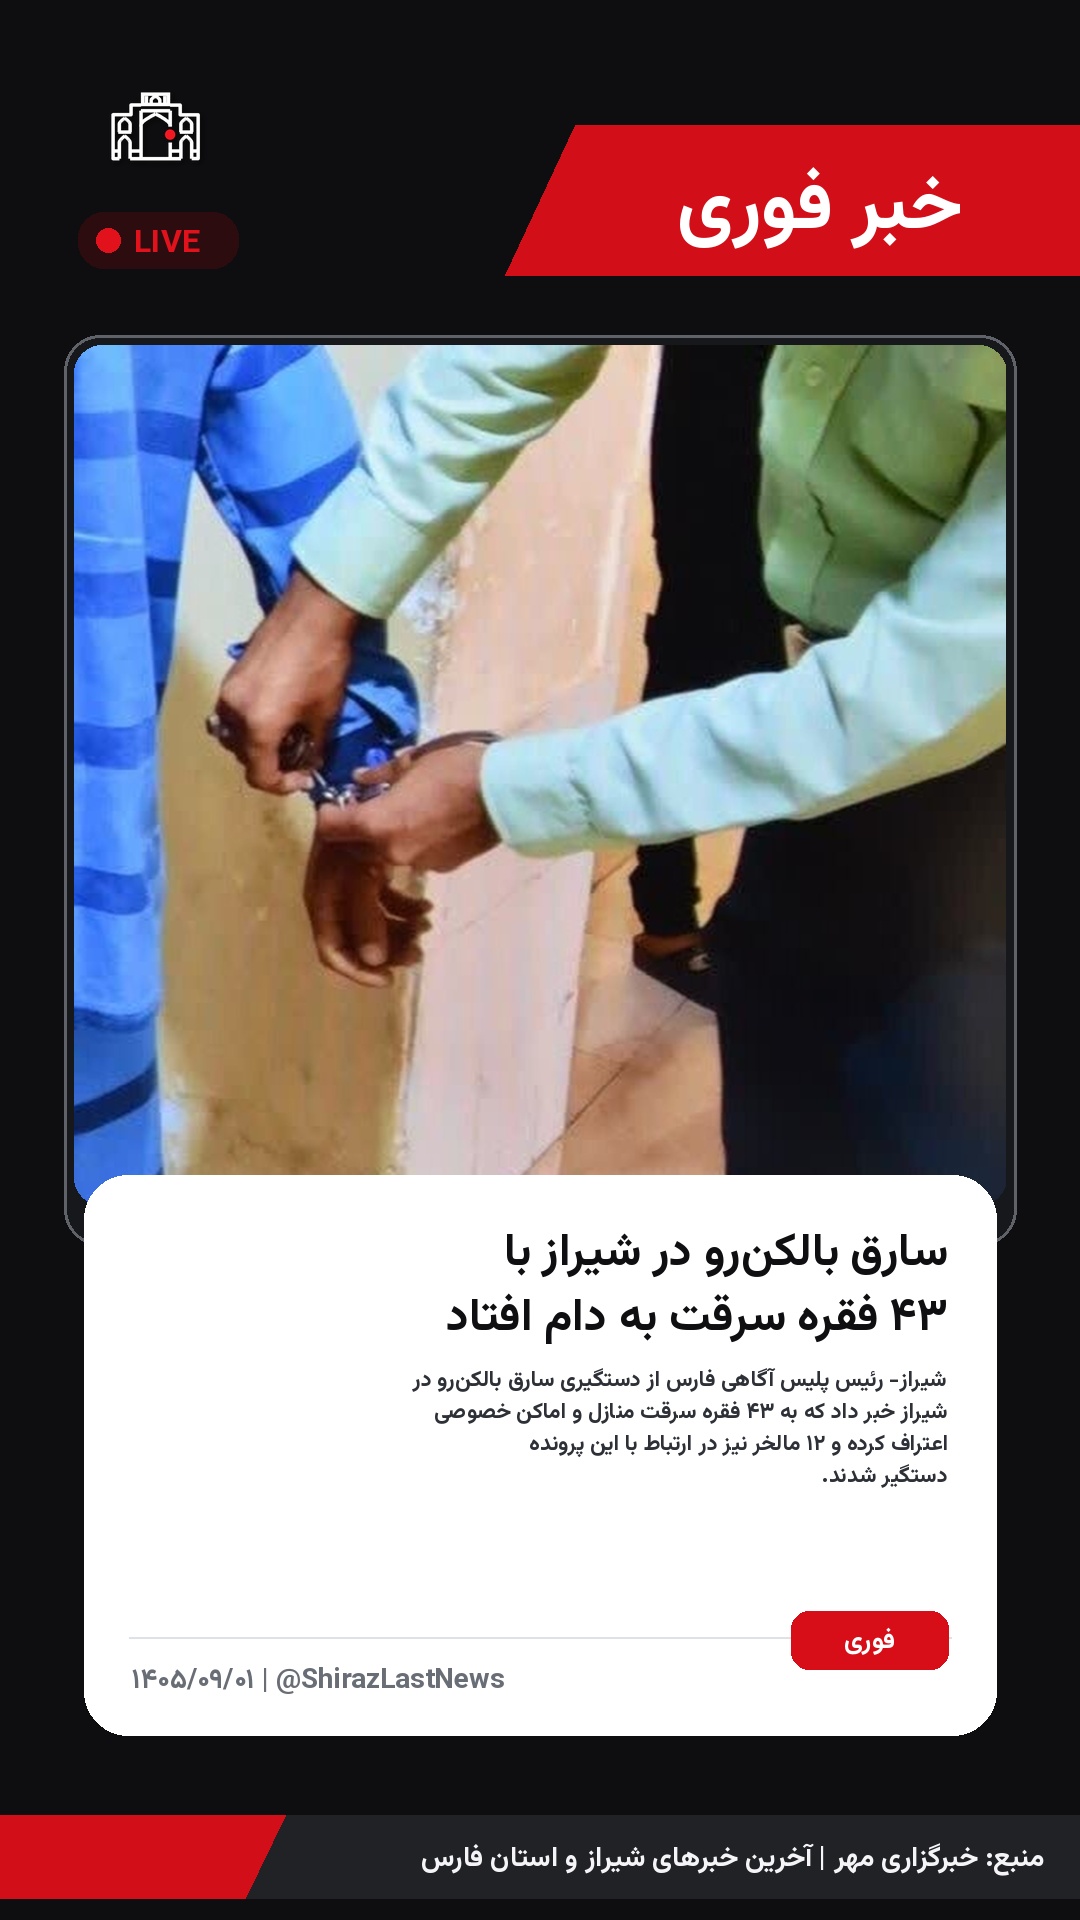 خبر فوری
LIVE
سارق بالکن‌رو در شیراز با
۴۳ فقره سرقت به دام افتاد
شیراز- رئیس پلیس آگاهی فارس از دستگیری سارق بالکن‌رو در
شیراز خبر داد که به ۴۳ فقره سرقت منازل و اماکن خصوصی
اعتراف کرده و ۱۲ مالخر نیز در ارتباط با این پرونده
دستگیر شدند.
فوری
۱۴۰۵/۰۹/۰۱ | @ShirazLastNews
منبع: خبرگزاری مهر | آخرین خبرهای شیراز و استان فارس